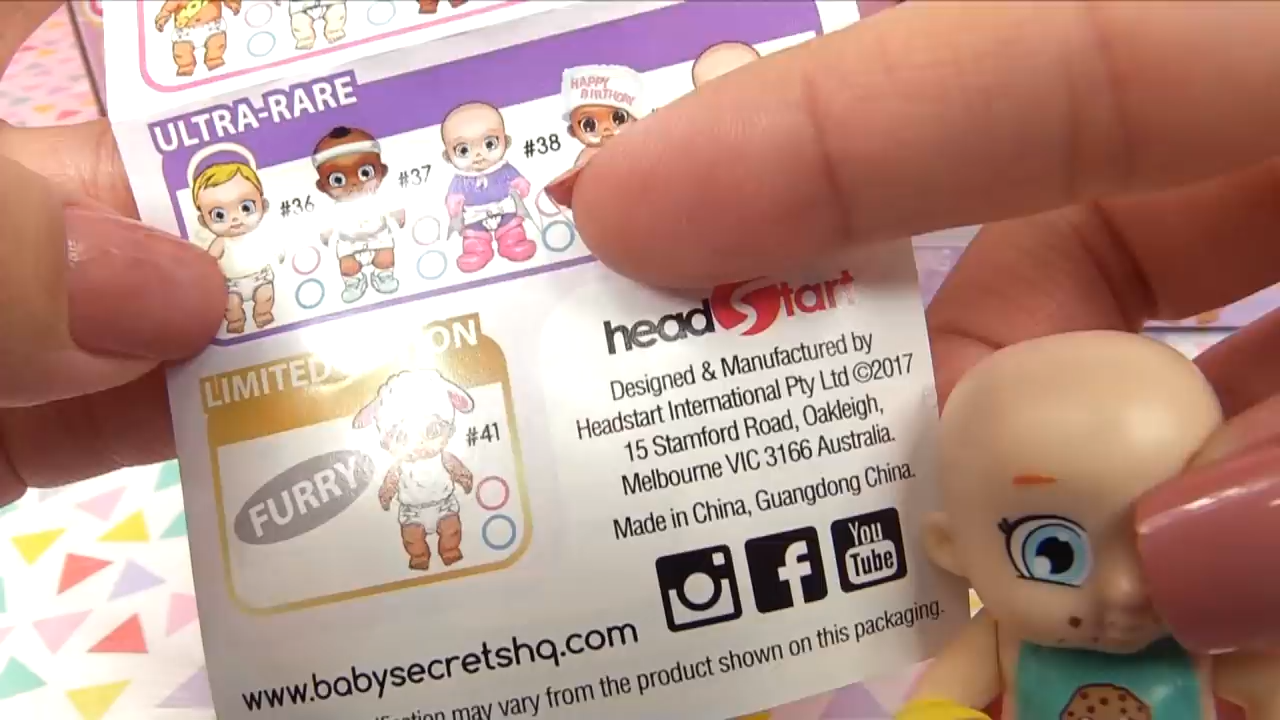 ULTRA-RARE
HAPPY
BIRTHDAY
#36
#37
#38
LIMITED
FURRY
#41
headStart
Designed & Manufactured by
Headstart International Pty Ltd ©2017
15 Stamford Road, Oakleigh,
Melbourne VIC 3166 Australia.
Made in China, Guangdong China.
You
Tube
www.babysecretshq.com
may vary from the product shown on this packaging.